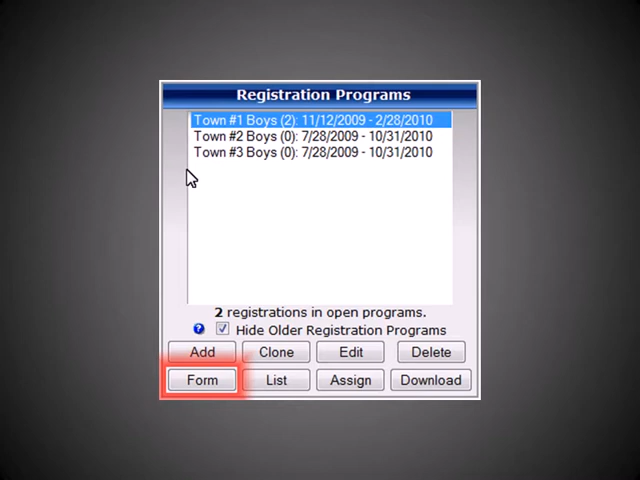 Registration Programs
Town #1 Boys (2): 11/12/2009 - 2/28/2010
Town #2 Boys (0): 7/28/2009 - 10/31/2010
Town #3 Boys (0): 7/28/2009 - 10/31/2010
2 registrations in open programs.
? Hide Older Registration Programs
Add Clone Edit Delete
Form List Assign Download